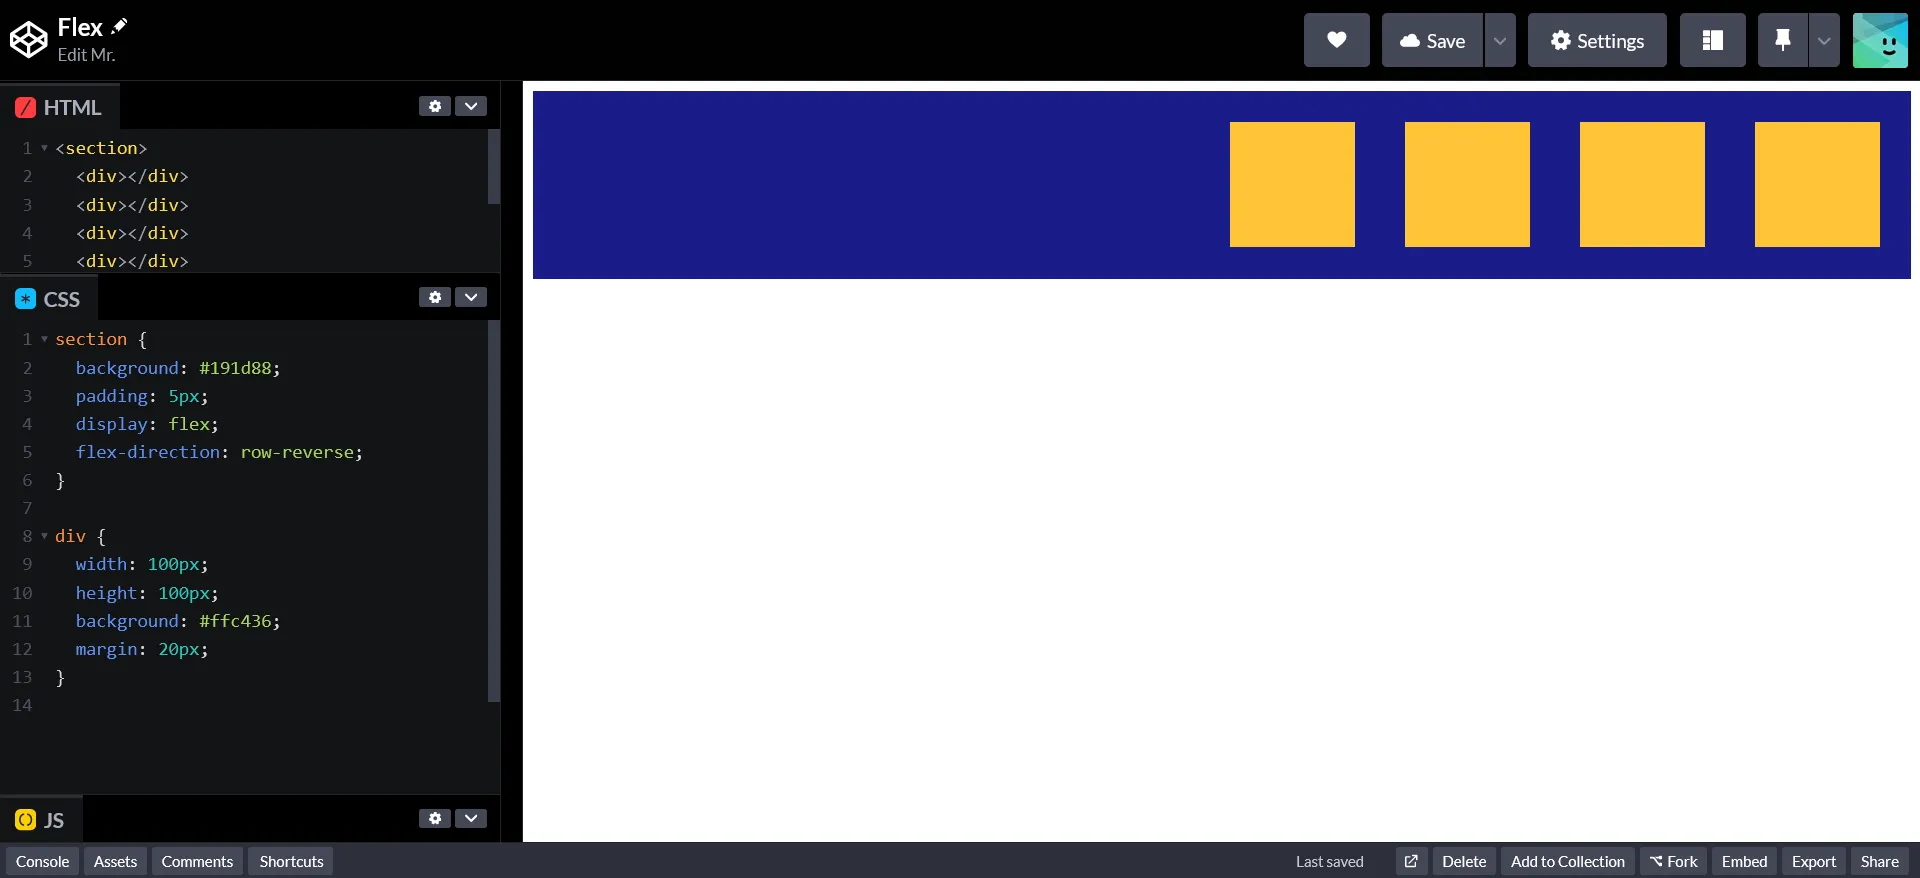 Flex
Edit Mr.
Save
Settings
HTML
1 <section>
2 <div></div>
3 <div></div>
4 <div></div>
5 <div></div>
CSS
1 section {
2 background: #191d88;
3 padding: 5px;
4 display: flex;
5 flex-direction: row-reverse;
6 }
7
8 div {
9 width: 100px;
10 height: 100px;
11 background: #ffc436;
12 margin: 20px;
13 }
14
JS
Console Assets Comments Shortcuts Last saved Delete Add to Collection Fork Embed Export Share